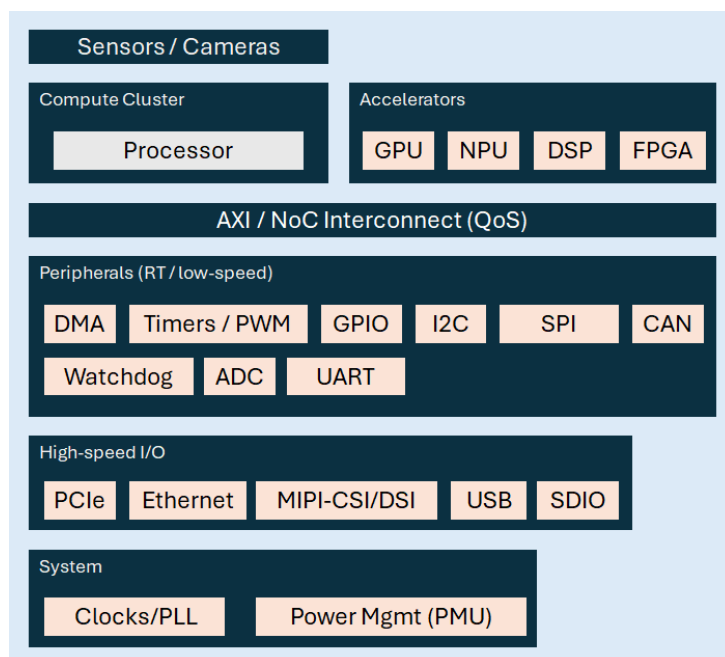 Sensors / Cameras
Compute Cluster
Processor
Accelerators
GPU NPU DSP FPGA
AXI / NoC Interconnect (QoS)
Peripherals (RT / low-speed)
DMA Timers / PWM GPIO I2C SPI CAN
Watchdog ADC UART
High-speed I/O
PCIe Ethernet MIPI-CSI/DSI USB SDIO
System
Clocks/PLL Power Mgmt (PMU)